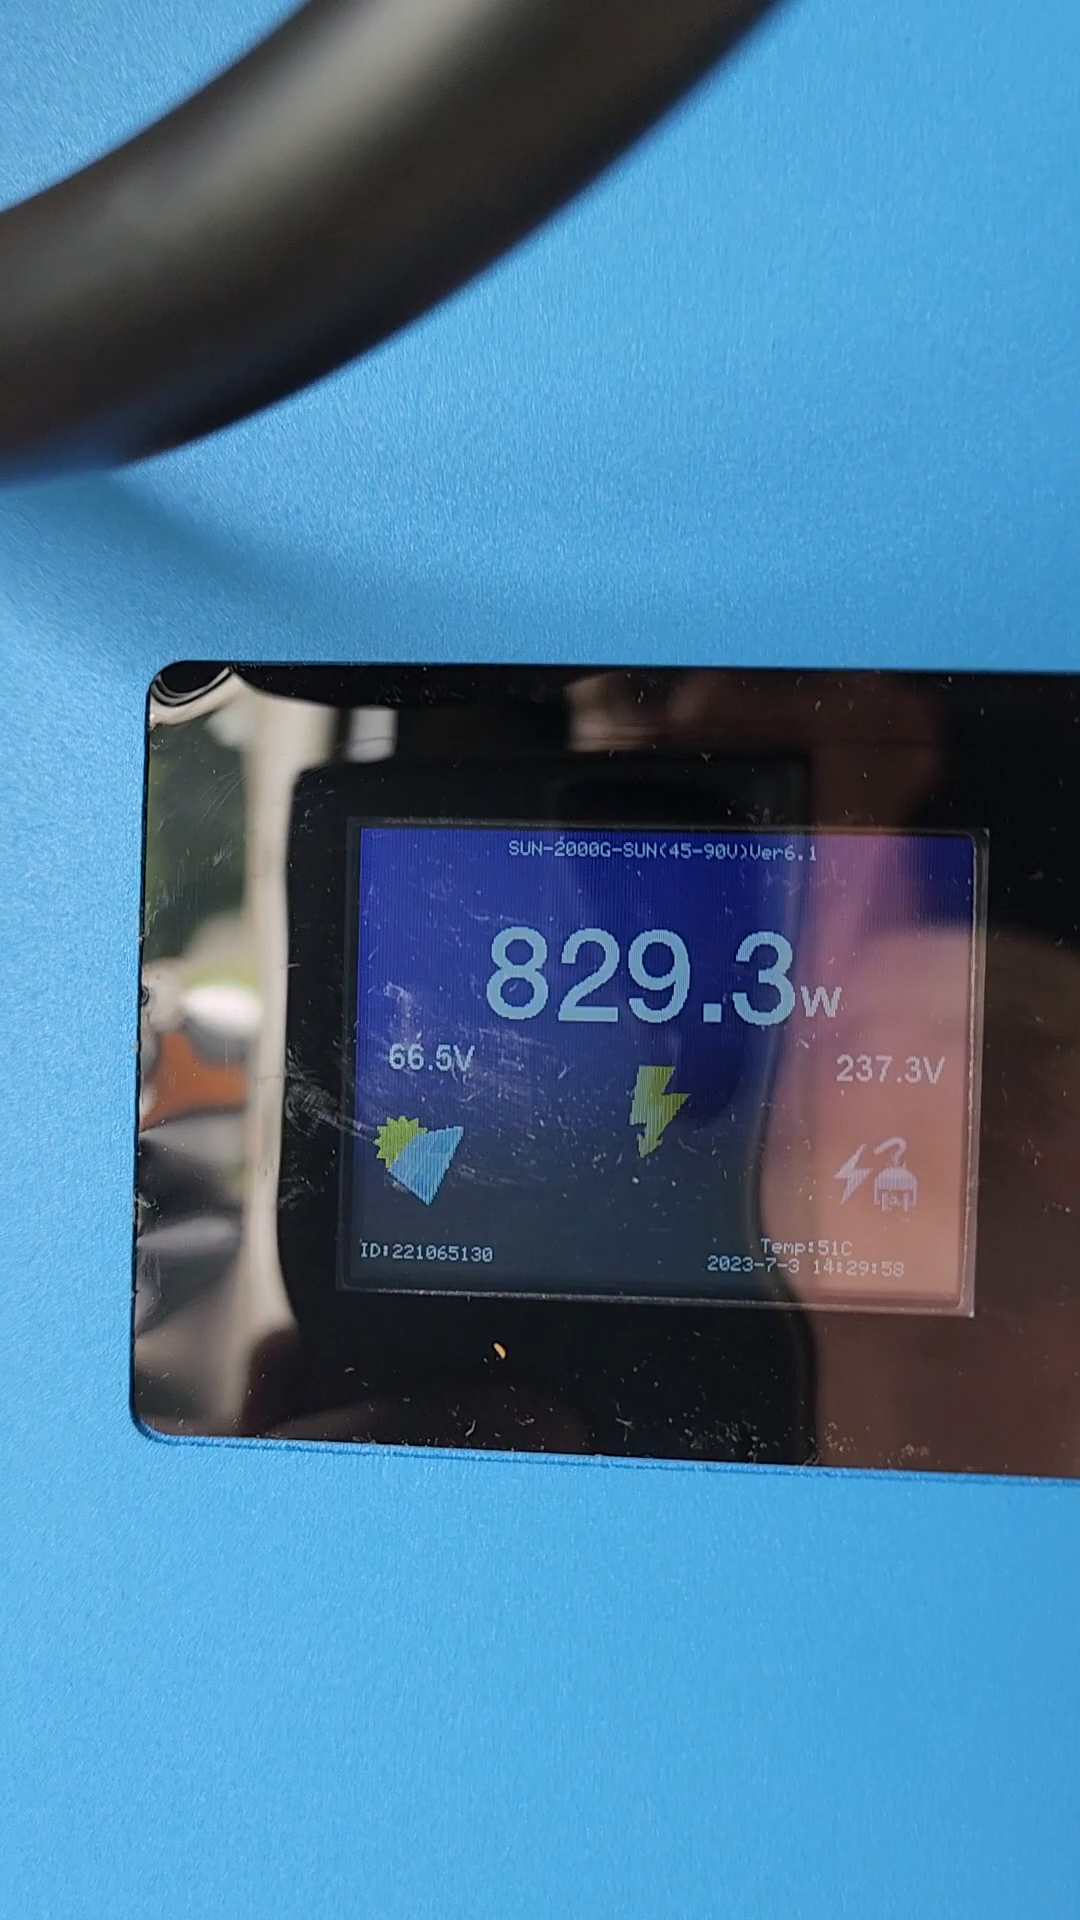 SUN-2000G-SUN(45-90V)Ver6.1
829.3W
66.5V
237.3V
ID:221065130
Temp:51C
2023-7-3 14:29:58